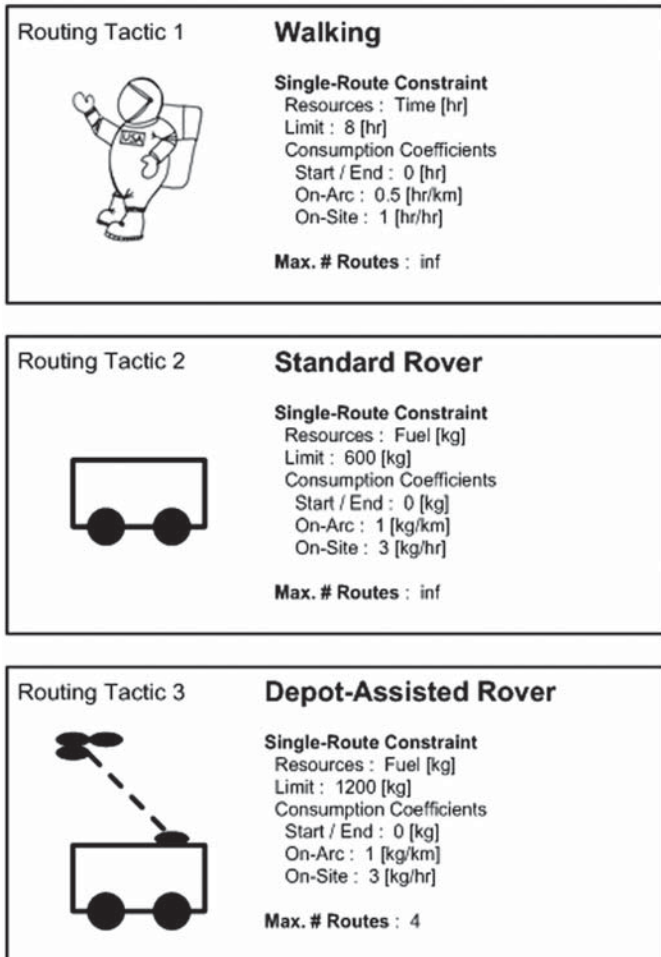 Routing Tactic 1
Walking
USA
Single-Route Constraint
Resources : Time [hr]
Limit : 8 [hr]
Consumption Coefficients
Start / End : 0 [hr]
On-Arc : 0.5 [hr/km]
On-Site : 1 [hr/hr]
Max. # Routes : inf
Routing Tactic 2
Standard Rover
Single-Route Constraint
Resources : Fuel [kg]
Limit : 600 [kg]
Consumption Coefficients
Start / End : 0 [kg]
On-Arc : 1 [kg/km]
On-Site : 3 [kg/hr]
Max. # Routes : inf
Routing Tactic 3
Depot-Assisted Rover
Single-Route Constraint
Resources : Fuel [kg]
Limit : 1200 [kg]
Consumption Coefficients
Start / End : 0 [kg]
On-Arc : 1 [kg/km]
On-Site : 3 [kg/hr]
Max. # Routes : 4